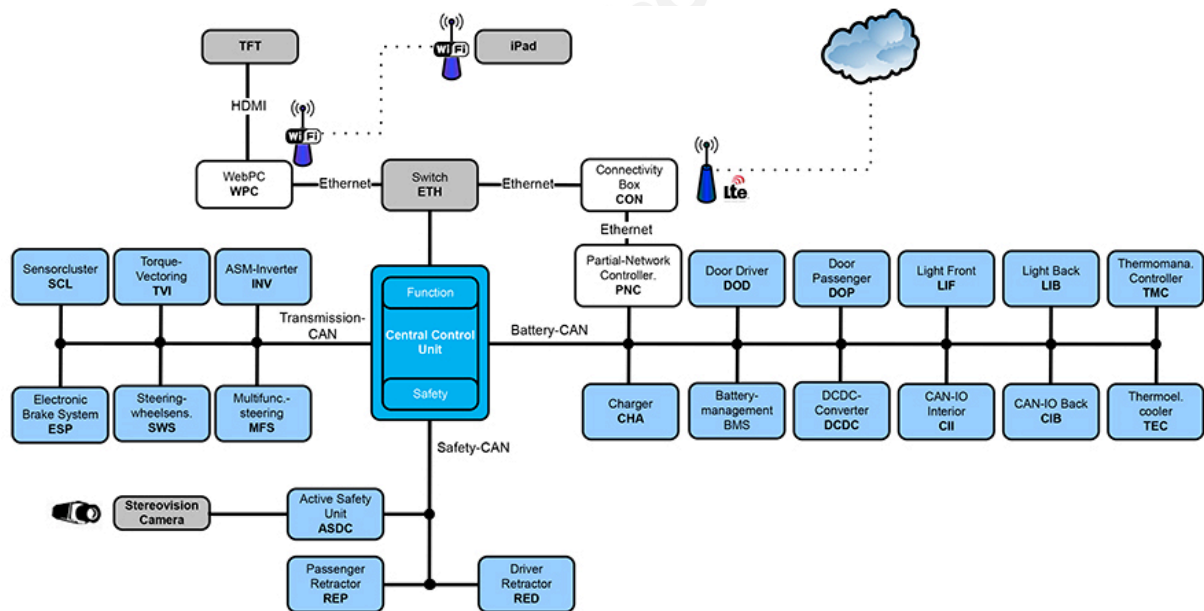 TFT
Wi Fi
iPad
HDMI
Wi Fi
WebPC
WPC
Ethernet
Switch
ETH
Ethernet
Connectivity
Box
CON
Lte
Ethernet
Sensorcluster
SCL
Torque-
Vectoring
TVI
ASM-Inverter
INV
Partial-Network
Controller.
PNC
Door Driver
DOD
Door
Passenger
DOP
Light Front
LIF
Light Back
LIB
Thermomana.
Controller
TMC
Function
Transmission-
CAN
Central Control
Unit
Battery-CAN
Safety
Electronic
Brake System
ESP
Steering-
wheelsens.
SWS
Multifunc.-
steering
MFS
Charger
CHA
Battery-
management
BMS
DCDC-
Converter
DCDC
CAN-IO
Interior
CII
CAN-IO Back
CIB
Thermoel.
cooler
TEC
Safety-CAN
Stereovision
Camera
Active Safety
Unit
ASDC
Passenger
Retractor
REP
Driver
Retractor
RED